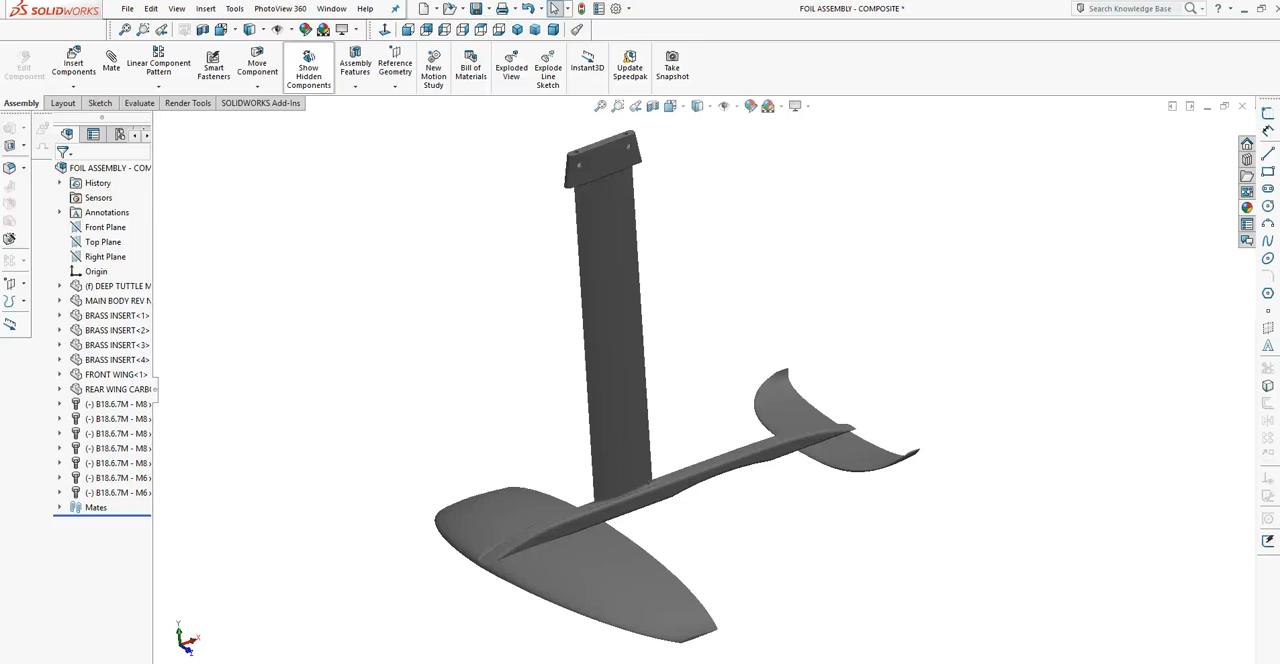 SOLIDWORKS File Edit View Insert Tools PhotoView 360 Window Help FOIL ASSEMBLY - COMPOSITE * Search Knowledge Base ?
Edit Component
Insert Components
Mate
Linear Component Pattern
Smart Fasteners
Move Component
Show Hidden Components
Assembly Features
Reference Geometry
New Motion Study
Bill of Materials
Exploded View
Explode Line Sketch
Instant3D
Update Speedpak
Take Snapshot
Assembly Layout Sketch Evaluate Render Tools SOLIDWORKS Add-Ins
FOIL ASSEMBLY - COM
History
Sensors
Annotations
Front Plane
Top Plane
Right Plane
Origin
(f) DEEP TUTTLE M
MAIN BODY REV N
BRASS INSERT<1>
BRASS INSERT<2>
BRASS INSERT<3>
BRASS INSERT<4>
FRONT WING<1>
REAR WING CARBO
(-) B18.6.7M - M8 x
(-) B18.6.7M - M8 x
(-) B18.6.7M - M8 x
(-) B18.6.7M - M8 x
(-) B18.6.7M - M8 x
(-) B18.6.7M - M6 x
(-) B18.6.7M - M6 x
Mates
Y
X
Z